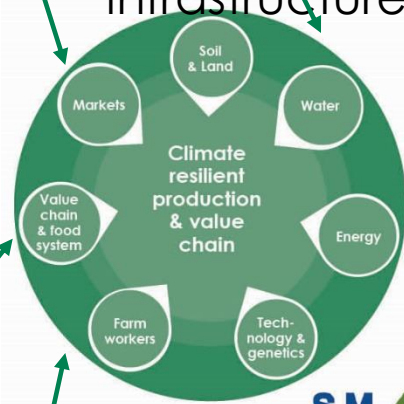 Infrastructure
Soil
& Land
Markets
Water
Climate
resilient
production
& value
chain
Value
chain
& food
system
Energy
Farm
workers
Tech-
nology &
genetics
S M